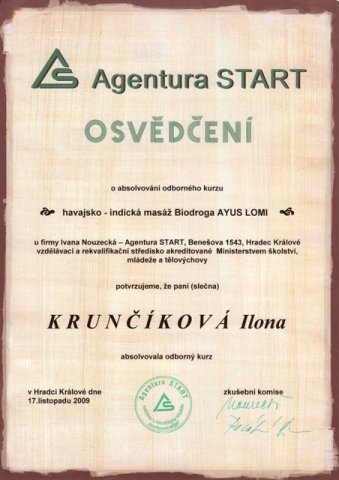 Agentura START
OSVĚDČENÍ
o absolvování odborného kurzu
havajsko - indická masáž Biodroga AYUS LOMI
u firmy Ivana Nouzecká – Agentura START, Benešova 1543, Hradec Králové
vzdělávací a rekvalifikační středisko akreditované Ministerstvem školství,
mládeže a tělovýchovy
potvrzujeme, že paní (slečna)
KRUNČÍKOVÁ Ilona
absolvovala odborný kurz
v Hradci Králové dne
17.listopadu 2009
zkušební komise
Agentura START